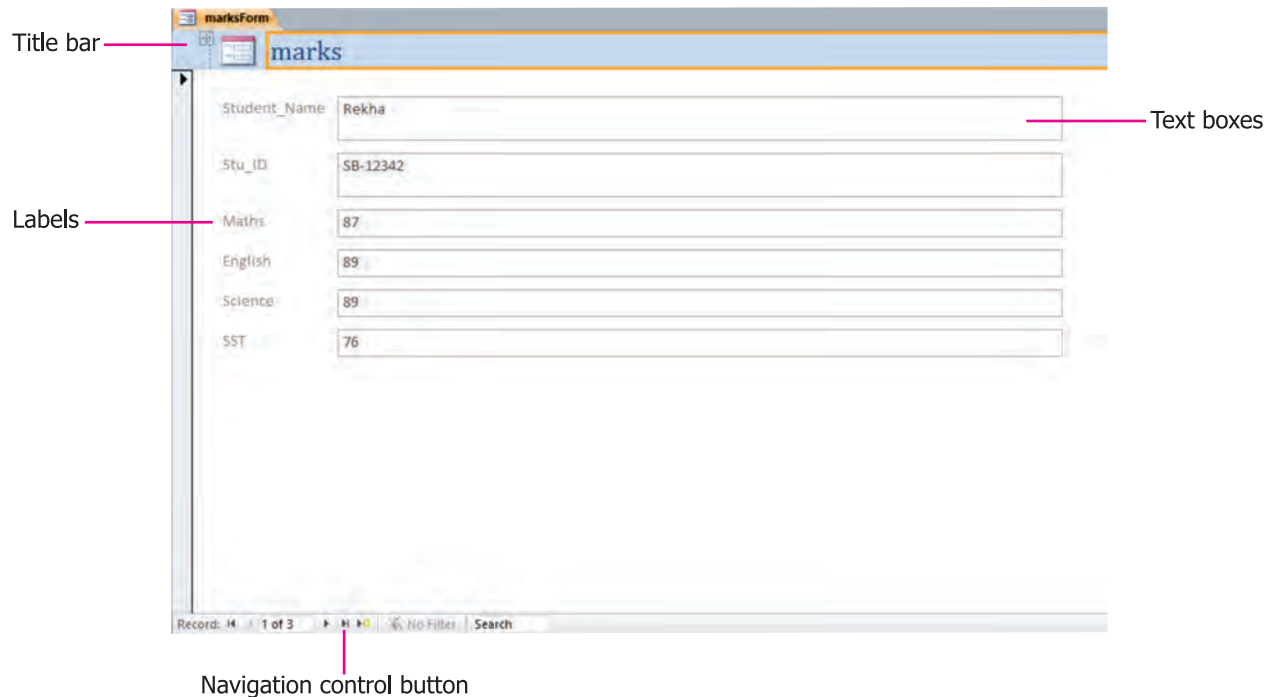 marksForm
Title bar
marks
Student_Name Rekha
Text boxes
Stu_ID SB-12342
Labels
Maths 87
English 89
Science 89
SST 76
Record: 1 of 3 No Filter Search
Navigation control button